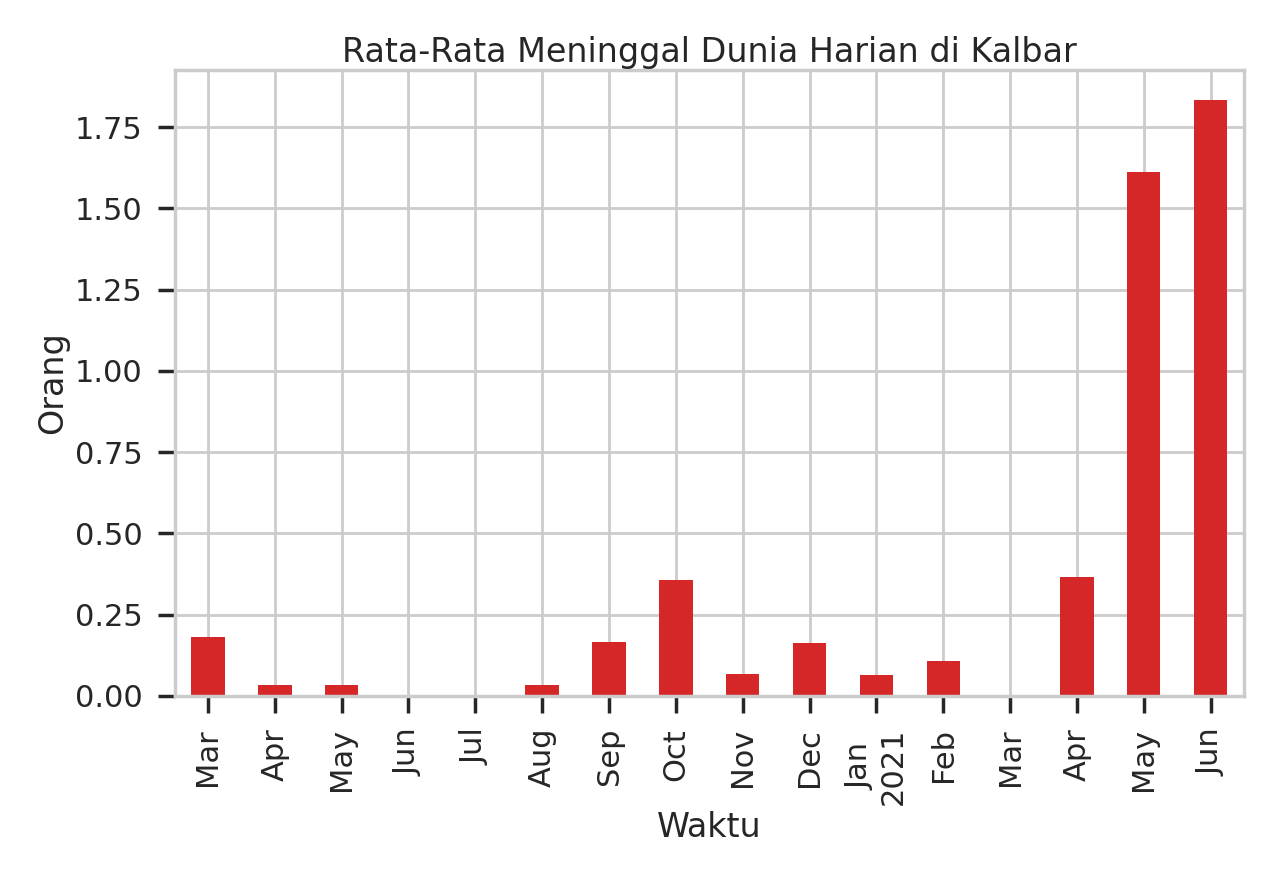 Rata-Rata Meninggal Dunia Harian di Kalbar
Orang
1.75
1.50
1.25
1.00
0.75
0.50
0.25
0.00
Mar
Apr
May
Jun
Jul
Aug
Sep
Oct
Nov
Dec
Jan
2021
Feb
Mar
Apr
May
Jun
Waktu